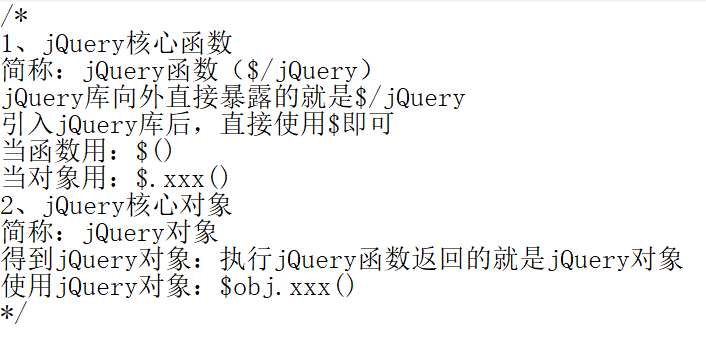 /*
1、jQuery核心函数
简称：jQuery函数（$/jQuery）
jQuery库向外直接暴露的就是$/jQuery
引入jQuery库后，直接使用$即可
当函数用：$()
当对象用：$.xxx()
2、jQuery核心对象
简称：jQuery对象
得到jQuery对象：执行jQuery函数返回的就是jQuery对象
使用jQuery对象：$obj.xxx()
*/